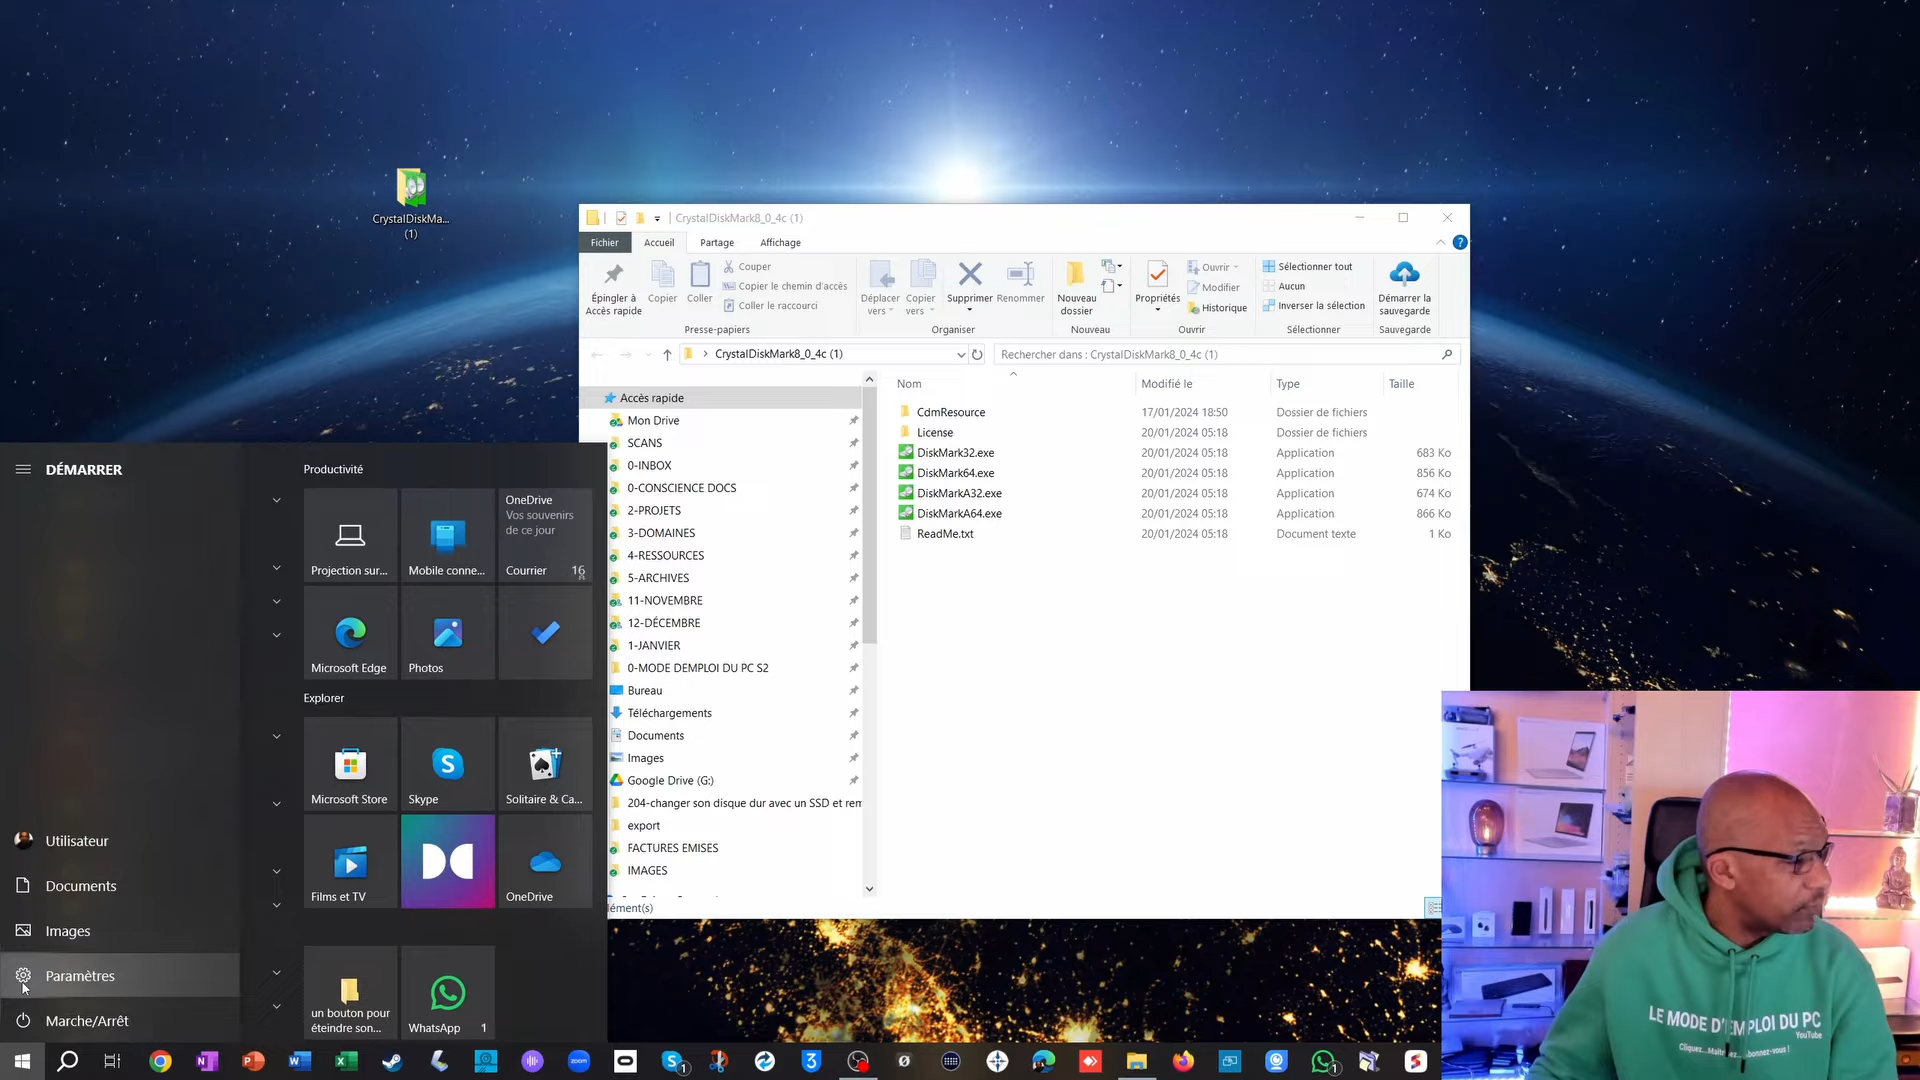 CrystalDiskMa...
(1)
CrystalDiskMark8_0_4c (1)
Fichier
Accueil
Partage
Affichage
Épingler à
Accès rapide
Copier
Coller
Couper
Copier le chemin d'accès
Coller le raccourci
Presse-papiers
Déplacer
vers
Copier
vers
Supprimer
Renommer
Organiser
Nouveau
dossier
Nouveau
Propriétés
Ouvrir
Modifier
Historique
Ouvrir
Sélectionner tout
Aucun
Inverser la sélection
Sélectionner
Démarrer la
sauvegarde
Sauvegarde
CrystalDiskMark8_0_4c (1)
Rechercher dans : CrystalDiskMark8_0_4c (1)
Nom Modifié le Type Taille
CdmResource 17/01/2024 18:50 Dossier de fichiers
License 20/01/2024 05:18 Dossier de fichiers
DiskMark32.exe 20/01/2024 05:18 Application 683 Ko
DiskMark64.exe 20/01/2024 05:18 Application 856 Ko
DiskMarkA32.exe 20/01/2024 05:18 Application 674 Ko
DiskMarkA64.exe 20/01/2024 05:18 Application 866 Ko
ReadMe.txt 20/01/2024 05:18 Document texte 1 Ko
Accès rapide
Mon Drive
SCANS
0-INBOX
0-CONSCIENCE DOCS
2-PROJETS
3-DOMAINES
4-RESSOURCES
5-ARCHIVES
11-NOVEMBRE
12-DÉCEMBRE
1-JANVIER
0-MODE DEMPLOI DU PC S2
Bureau
Téléchargements
Documents
Images
Google Drive (G:)
204-changer son disque dur avec un SSD et rem
export
FACTURES EMISES
IMAGES
ément(s)
DÉMARRER
Utilisateur
Documents
Images
Paramètres
Marche/Arrêt
Productivité
Projection sur...
Mobile conne...
OneDrive
Vos souvenirs
de ce jour
Courrier 16
Microsoft Edge
Photos
Explorer
Microsoft Store
Skype
Solitaire & Ca...
Films et TV
OneDrive
un bouton pour
éteindre son...
WhatsApp 1
zoom
LE MODE D'EMPLOI DU PC
YouTube